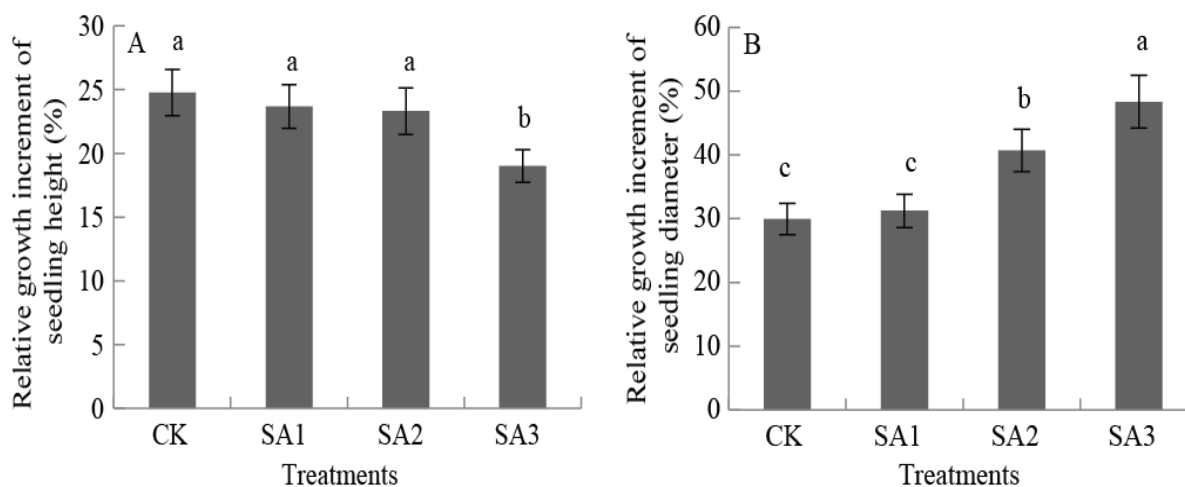 A
Relative growth increment of
seedling height (%)
30
25
20
15
10
5
0
a
a
a
b
CK SA1 SA2 SA3
Treatments
B
Relative growth increment of
seedling diameter (%)
60
50
40
30
20
10
0
c
c
b
a
CK SA1 SA2 SA3
Treatments